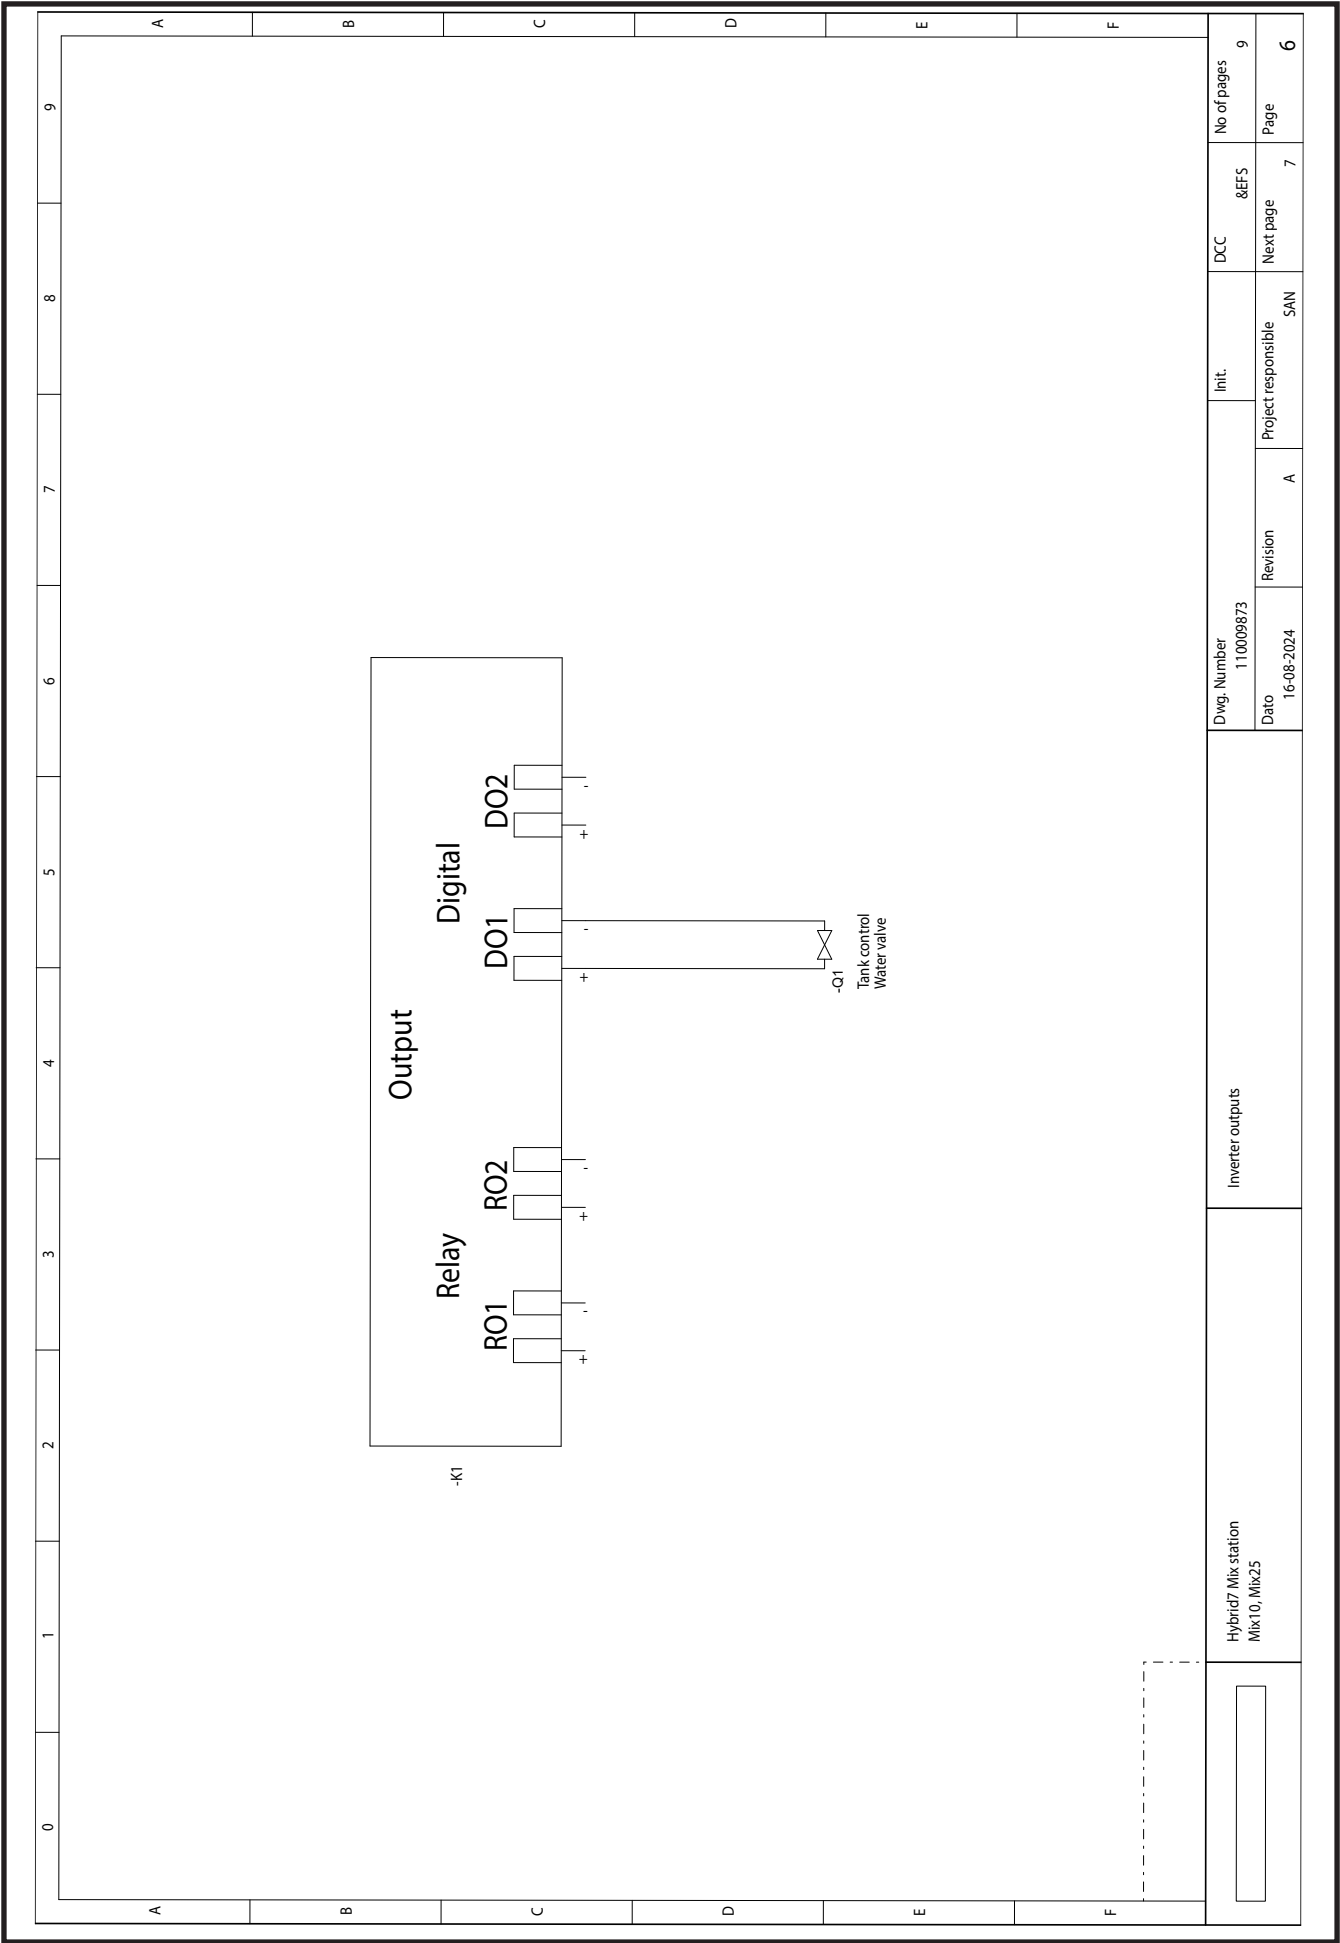 0 1 2 3 4 5 6 7 8 9
A A
B B
C C
D D
E E
F F
Output
Relay Digital
RO1 RO2 DO1 DO2
-K1
+ - + - + - + -
-Q1
Tank control
Water valve
Hybrid7 Mix station
Mix10, Mix25
Inverter outputs
Dwg. Number
110009873
Init.
DCC
&EFS
No of pages
9
Dato
16-08-2024
Revision
A
Project responsible
SAN
Next page
7
Page
6